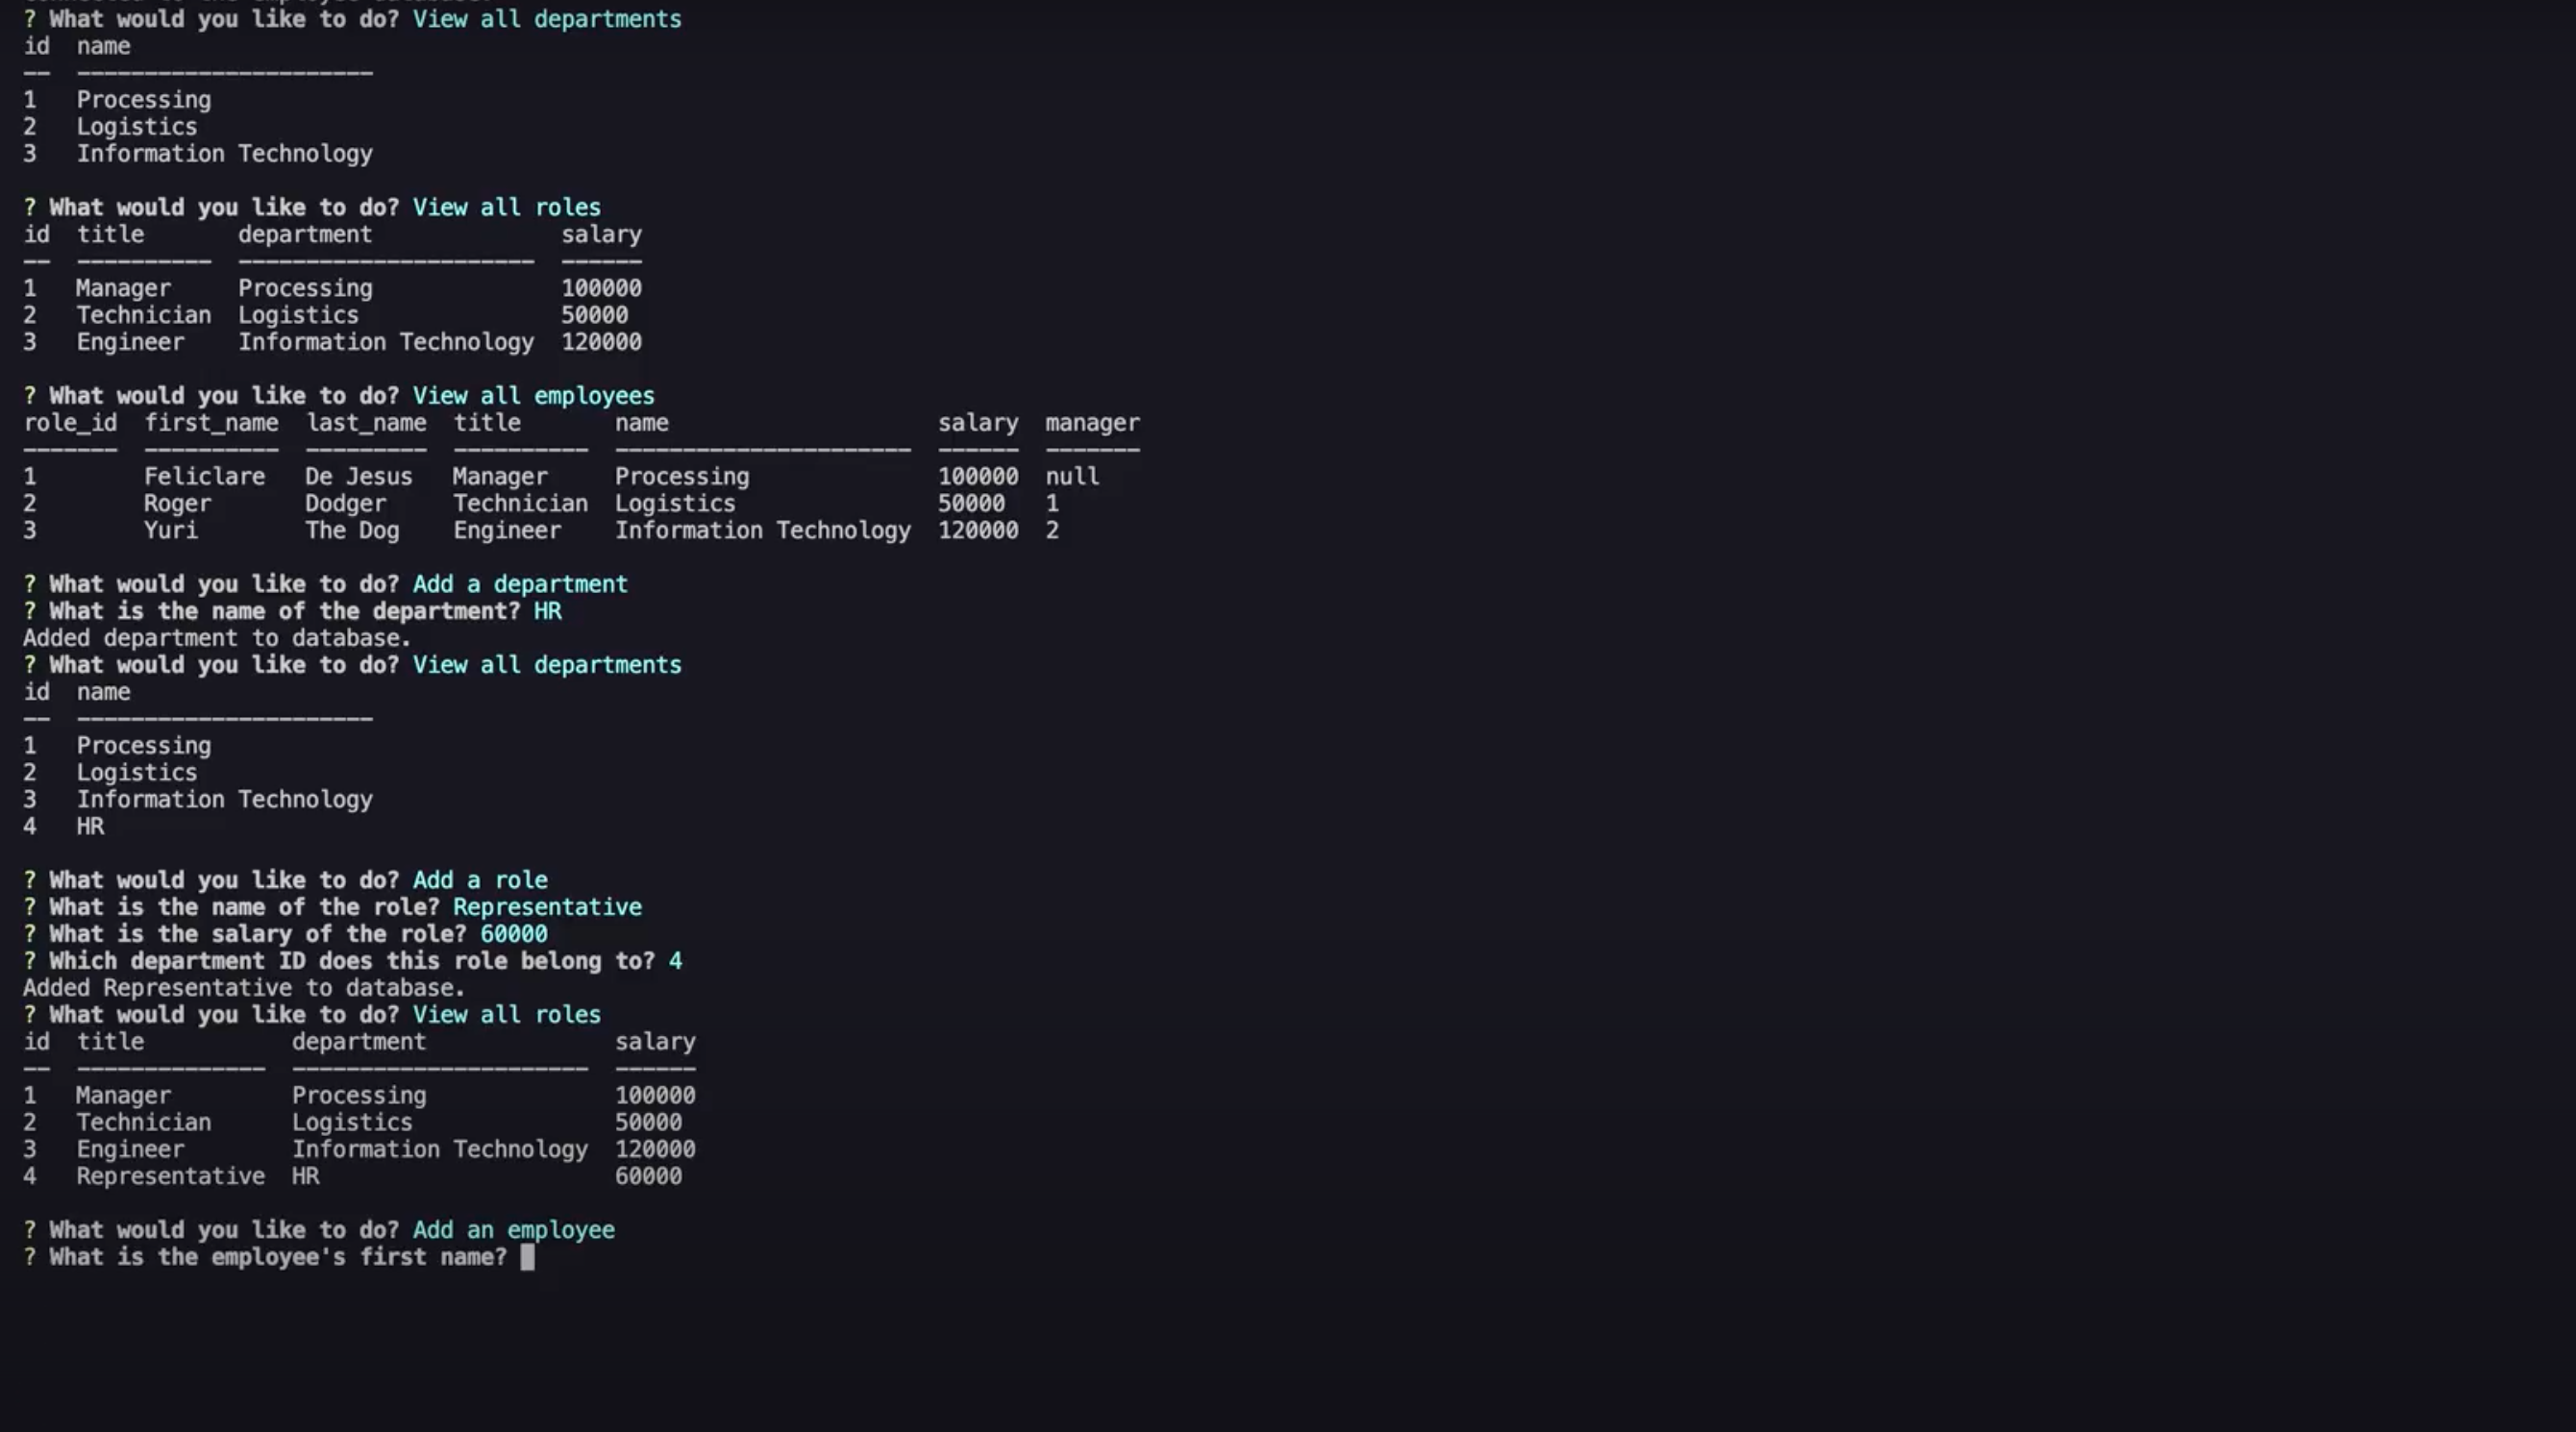 ? What would you like to do? View all departments
id  name
--  ----------------------
1   Processing
2   Logistics
3   Information Technology
? What would you like to do? View all roles
id  title       department              salary
--  ----------  ----------------------  ------
1   Manager     Processing              100000
2   Technician  Logistics               50000
3   Engineer    Information Technology  120000
? What would you like to do? View all employees
role_id  first_name  last_name  title       name                    salary  manager
-------  ----------  ---------  ----------  ----------------------  ------  -------
1        Feliclare   De Jesus   Manager     Processing              100000  null
2        Roger       Dodger     Technician  Logistics               50000   1
3        Yuri        The Dog    Engineer    Information Technology  120000  2
? What would you like to do? Add a department
? What is the name of the department? HR
Added department to database.
? What would you like to do? View all departments
id  name
--  ----------------------
1   Processing
2   Logistics
3   Information Technology
4   HR
? What would you like to do? Add a role
? What is the name of the role? Representative
? What is the salary of the role? 60000
? Which department ID does this role belong to? 4
Added Representative to database.
? What would you like to do? View all roles
id  title           department              salary
--  --------------  ----------------------  ------
1   Manager         Processing              100000
2   Technician      Logistics               50000
3   Engineer        Information Technology  120000
4   Representative  HR                      60000
? What would you like to do? Add an employee
? What is the employee's first name?